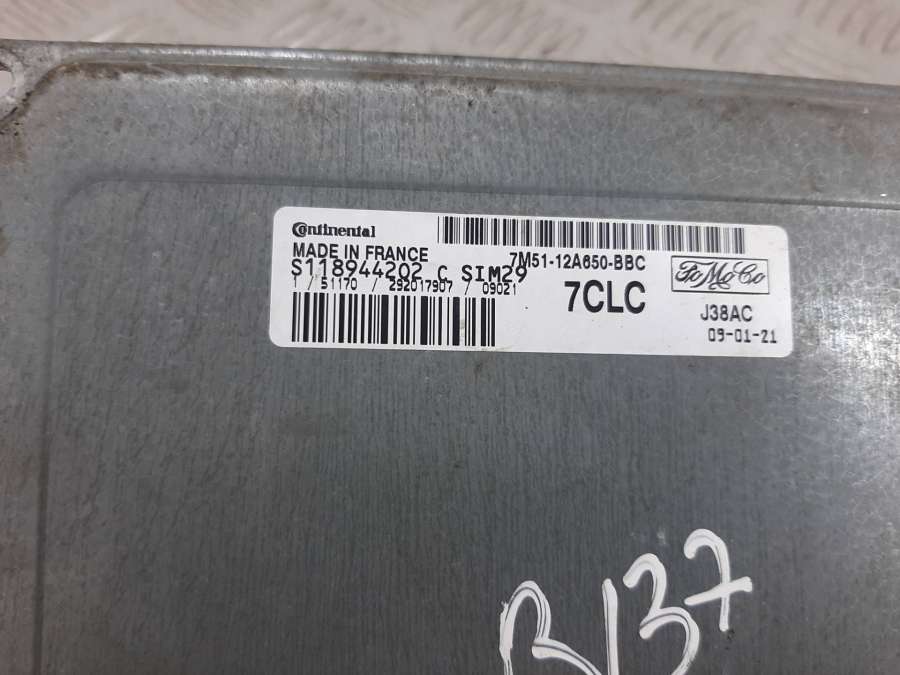 Continental
MADE IN FRANCE
7M51-12A650-BBC
S118944202 C SIM29
1 / 51170 / 292017907 / 09021
7CLC
FoMoCo
J38AC
09-01-21
B137